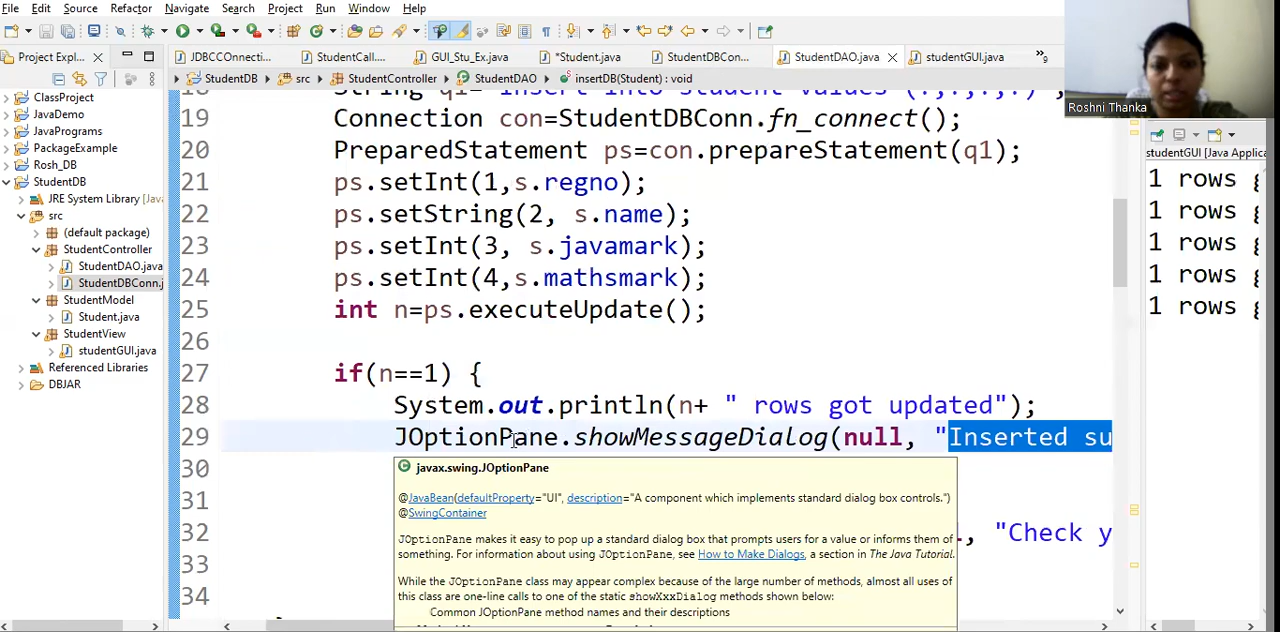 File Edit Source Refactor Navigate Search Project Run Window Help
Project Expl...
JDBCConnecti...
StudentCall....
GUI_Stu_Ex.java
*Student.java
StudentDBCon...
StudentDAO.java
studentGUI.java
»9
StudentDB
src
StudentController
StudentDAO
insertDB(Student) : void
ClassProject
JavaDemo
JavaPrograms
PackageExample
Rosh_DB
StudentDB
JRE System Library [Java
src
(default package)
StudentController
StudentDAO.java
StudentDBConn.j
StudentModel
Student.java
StudentView
studentGUI.java
Referenced Libraries
DBJAR
18 String q1="insert into student values (?,?,?,?)";
19 Connection con=StudentDBConn.fn_connect();
20 PreparedStatement ps=con.prepareStatement(q1);
21 ps.setInt(1,s.regno);
22 ps.setString(2, s.name);
23 ps.setInt(3, s.javamark);
24 ps.setInt(4,s.mathsmark);
25 int n=ps.executeUpdate();
26
27 if(n==1) {
28 System.out.println(n+ " rows got updated");
29 JOptionPane.showMessageDialog(null, "Inserted su
30
31
32 , "Check y
33
34
javax.swing.JOptionPane
@JavaBean(defaultProperty="UI", description="A component which implements standard dialog box controls.")
@SwingContainer
JOptionPane makes it easy to pop up a standard dialog box that prompts users for a value or informs them of
something. For information about using JOptionPane, see How to Make Dialogs, a section in The Java Tutorial.
While the JOptionPane class may appear complex because of the large number of methods, almost all uses of
this class are one-line calls to one of the static showXxxDialog methods shown below:
Common JOptionPane method names and their descriptions
Roshni Thanka
studentGUI [Java Applica
1 rows g
1 rows g
1 rows g
1 rows g
1 rows g